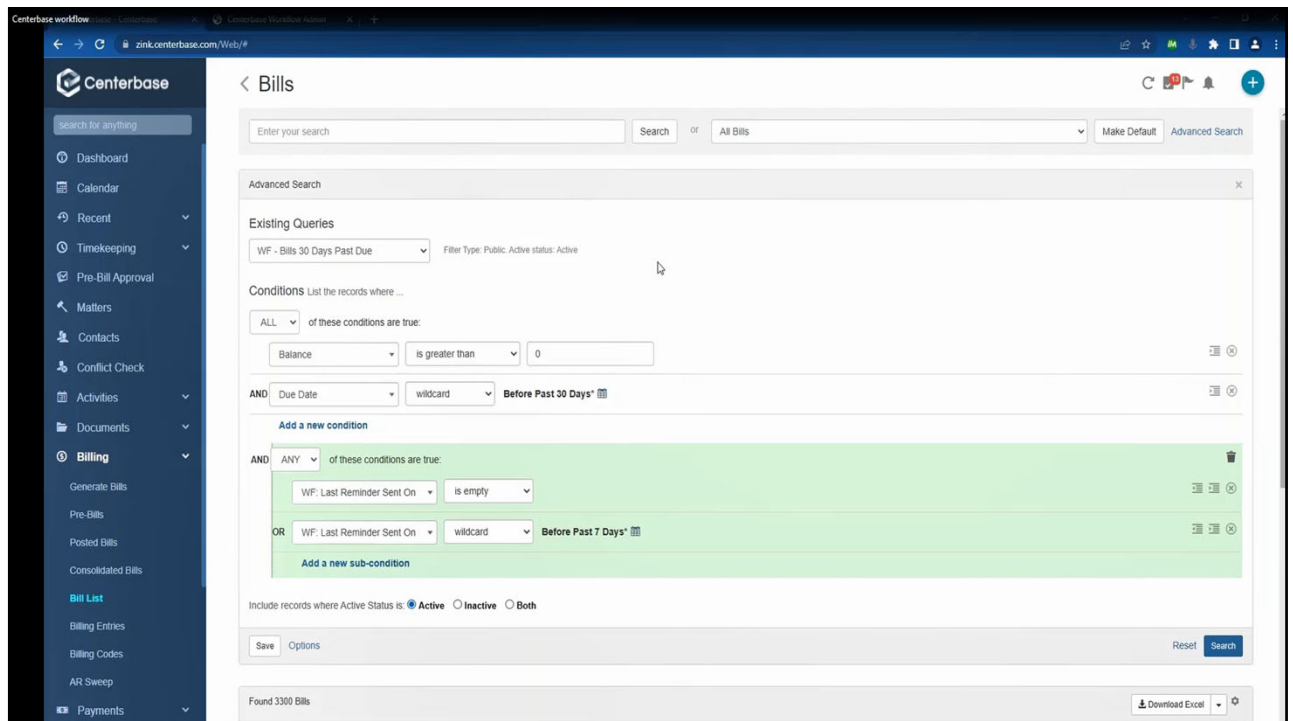 Centerbase workflow
Centerbase Workflow Admin
zink.centerbase.com/Web/#
Centerbase
search for anything
Dashboard
Calendar
Recent
Timekeeping
Pre-Bill Approval
Matters
Contacts
Conflict Check
Activities
Documents
Billing
Generate Bills
Pre-Bills
Posted Bills
Consolidated Bills
Bill List
Billing Entries
Billing Codes
AR Sweep
Payments
Bills
13
Enter your search
Search
or
All Bills
Make Default
Advanced Search
Advanced Search
Existing Queries
WF - Bills 30 Days Past Due
Filter Type: Public. Active status: Active
Conditions List the records where ...
ALL of these conditions are true:
Balance is greater than 0
AND Due Date wildcard Before Past 30 Days*
Add a new condition
AND ANY of these conditions are true:
WF: Last Reminder Sent On is empty
OR WF: Last Reminder Sent On wildcard Before Past 7 Days*
Add a new sub-condition
Include records where Active Status is: Active Inactive Both
Save Options
Reset Search
Found 3300 Bills
Download Excel